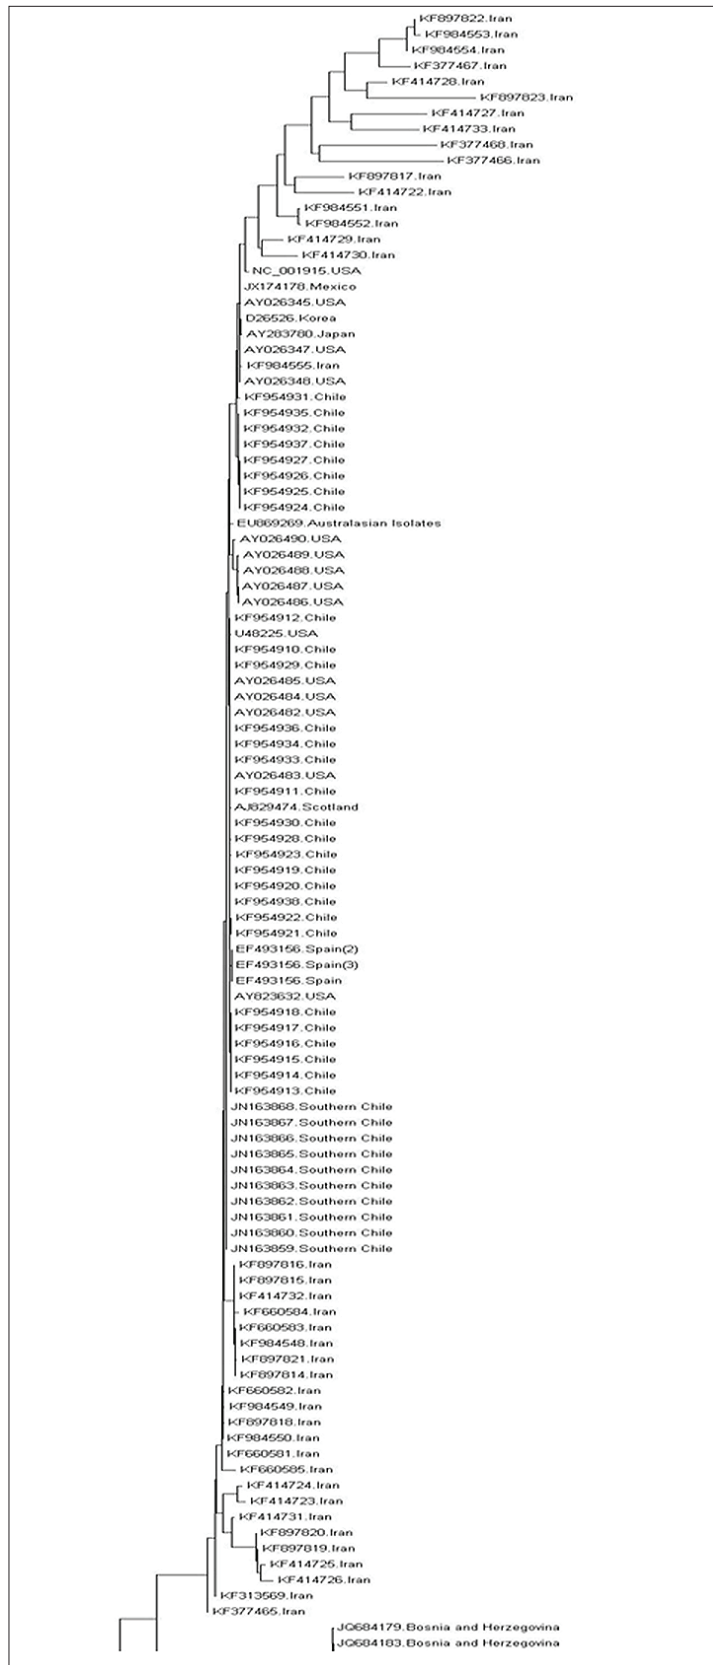 KF897822.Iran
KF984553.Iran
KF984554.Iran
KF377467.Iran
KF414728.Iran
KF897823.Iran
KF414727.Iran
KF414733.Iran
KF377468.Iran
KF377466.Iran
KF897817.Iran
KF414722.Iran
KF984551.Iran
KF984552.Iran
KF414729.Iran
KF414730.Iran
NC_001915.USA
JX174178.Mexico
AY026345.USA
D26526.Korea
AY283780.Japan
AY026347.USA
KF984555.Iran
AY026348.USA
KF954931.Chile
KF954935.Chile
KF954932.Chile
KF954937.Chile
KF954927.Chile
KF954926.Chile
KF954925.Chile
KF954924.Chile
EU869269.Australasian Isolates
AY026490.USA
AY026489.USA
AY026488.USA
AY026487.USA
AY026486.USA
KF954912.Chile
U48225.USA
KF954910.Chile
KF954929.Chile
AY026485.USA
AY026484.USA
AY026482.USA
KF954936.Chile
KF954934.Chile
KF954933.Chile
AY026483.USA
KF954911.Chile
AJ829474.Scotland
KF954930.Chile
KF954928.Chile
KF954923.Chile
KF954919.Chile
KF954920.Chile
KF954938.Chile
KF954922.Chile
KF954921.Chile
EF493156.Spain(2)
EF493156.Spain(3)
EF493156.Spain
AY823632.USA
KF954918.Chile
KF954917.Chile
KF954916.Chile
KF954915.Chile
KF954914.Chile
KF954913.Chile
JN163868.Southern Chile
JN163867.Southern Chile
JN163866.Southern Chile
JN163865.Southern Chile
JN163864.Southern Chile
JN163863.Southern Chile
JN163862.Southern Chile
JN163861.Southern Chile
JN163860.Southern Chile
JN163859.Southern Chile
KF897816.Iran
KF897815.Iran
KF414732.Iran
KF660584.Iran
KF660583.Iran
KF984548.Iran
KF897821.Iran
KF897814.Iran
KF660582.Iran
KF984549.Iran
KF897818.Iran
KF984550.Iran
KF660581.Iran
KF660585.Iran
KF414724.Iran
KF414723.Iran
KF414731.Iran
KF897820.Iran
KF897819.Iran
KF414725.Iran
KF414726.Iran
KF313569.Iran
KF377465.Iran
JQ684179.Bosnia and Herzegovina
JQ684183.Bosnia and Herzegovina